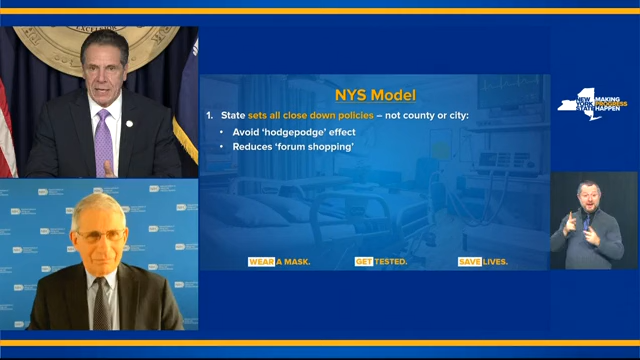 NYS Model
1. State sets all close down policies – not county or city:
• Avoid ‘hodgepodge’ effect
• Reduces ‘forum shopping’
WEAR A MASK.
GET TESTED.
SAVE LIVES.
NEW YORK STATE
MAKING PROGRESS HAPPEN
EXCELSIOR